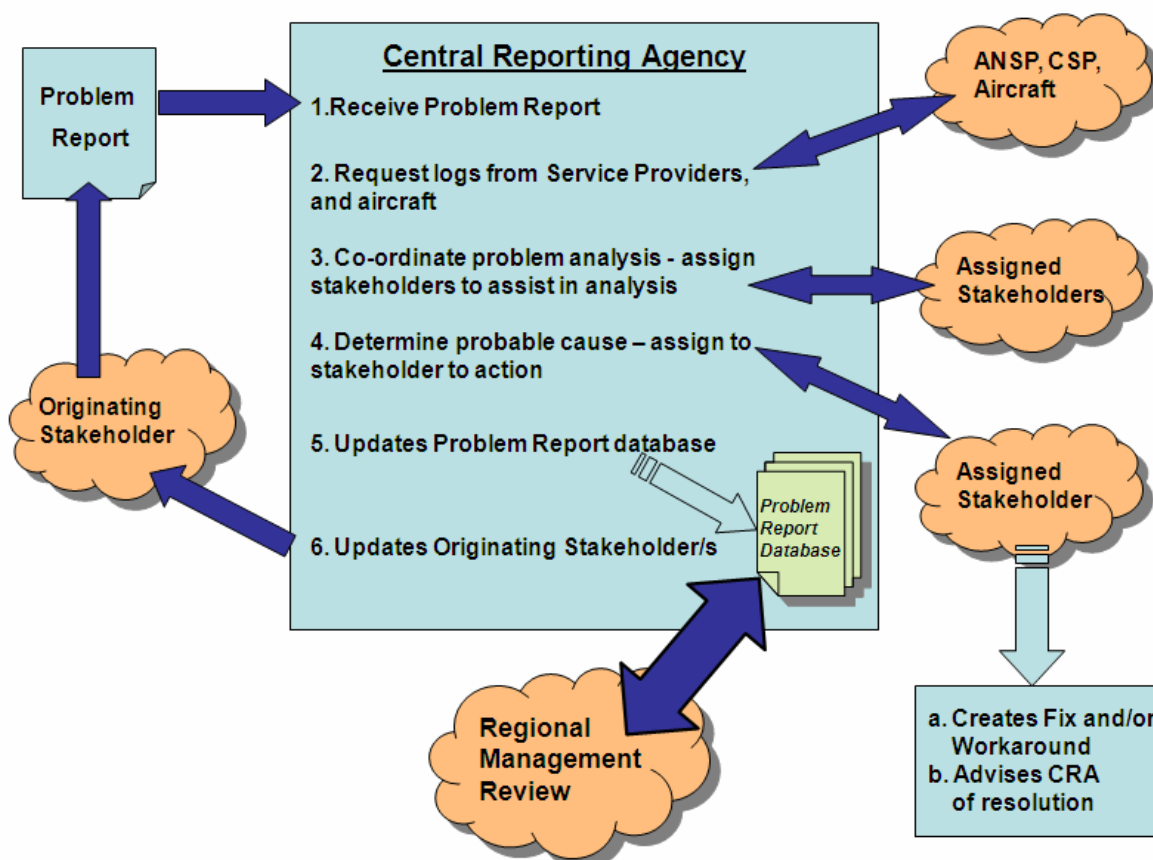 Problem
Report
Central Reporting Agency
1.Receive Problem Report
2. Request logs from Service Providers,
and aircraft
3. Co-ordinate problem analysis - assign
stakeholders to assist in analysis
4. Determine probable cause – assign to
stakeholder to action
5. Updates Problem Report database
6. Updates Originating Stakeholder/s
Problem
Report
Database
ANSP, CSP,
Aircraft
Assigned
Stakeholders
Assigned
Stakeholder
a. Creates Fix and/or
Workaround
b. Advises CRA
of resolution
Originating
Stakeholder
Regional
Management
Review